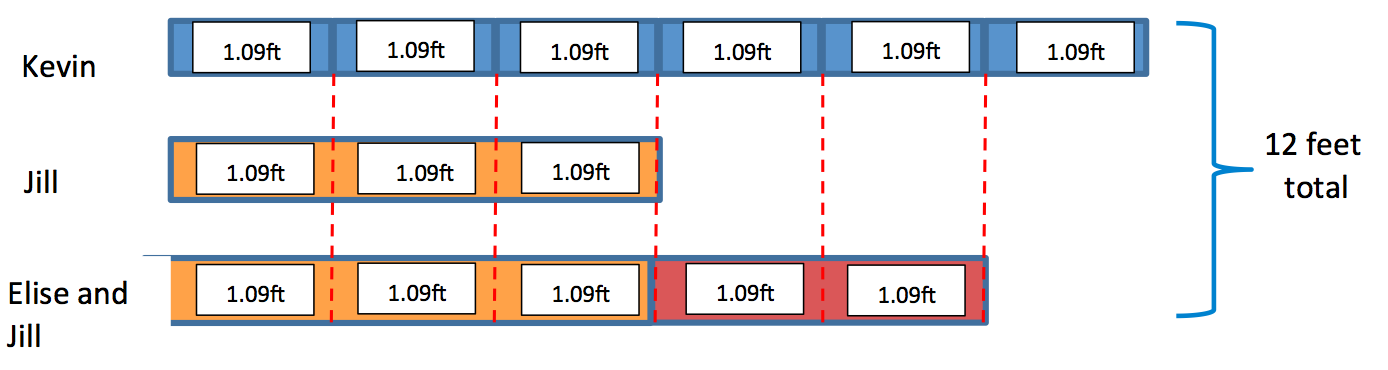 Kevin
1.09ft 1.09ft 1.09ft 1.09ft 1.09ft 1.09ft
12 feet
total
Jill
1.09ft 1.09ft 1.09ft
Elise and
Jill
1.09ft 1.09ft 1.09ft 1.09ft 1.09ft